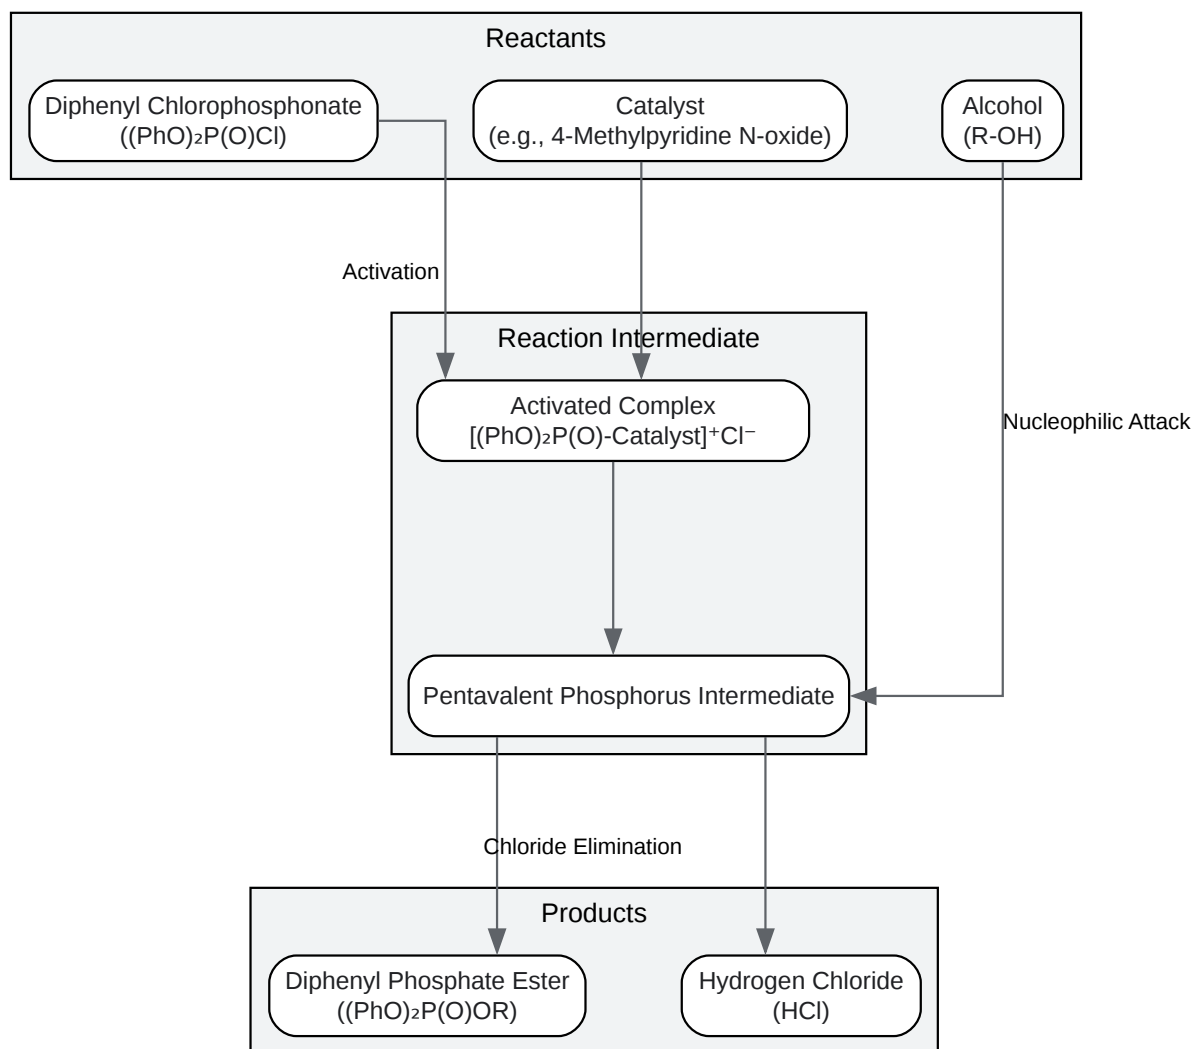 Reactants
Diphenyl Chlorophosphonate
((PhO)₂P(O)Cl)
Catalyst
(e.g., 4-Methylpyridine N-oxide)
Alcohol
(R-OH)
Activation
Reaction Intermediate
Activated Complex
[(PhO)₂P(O)-Catalyst]⁺Cl⁻
Nucleophilic Attack
Pentavalent Phosphorus Intermediate
Chloride Elimination
Products
Diphenyl Phosphate Ester
((PhO)₂P(O)OR)
Hydrogen Chloride
(HCl)